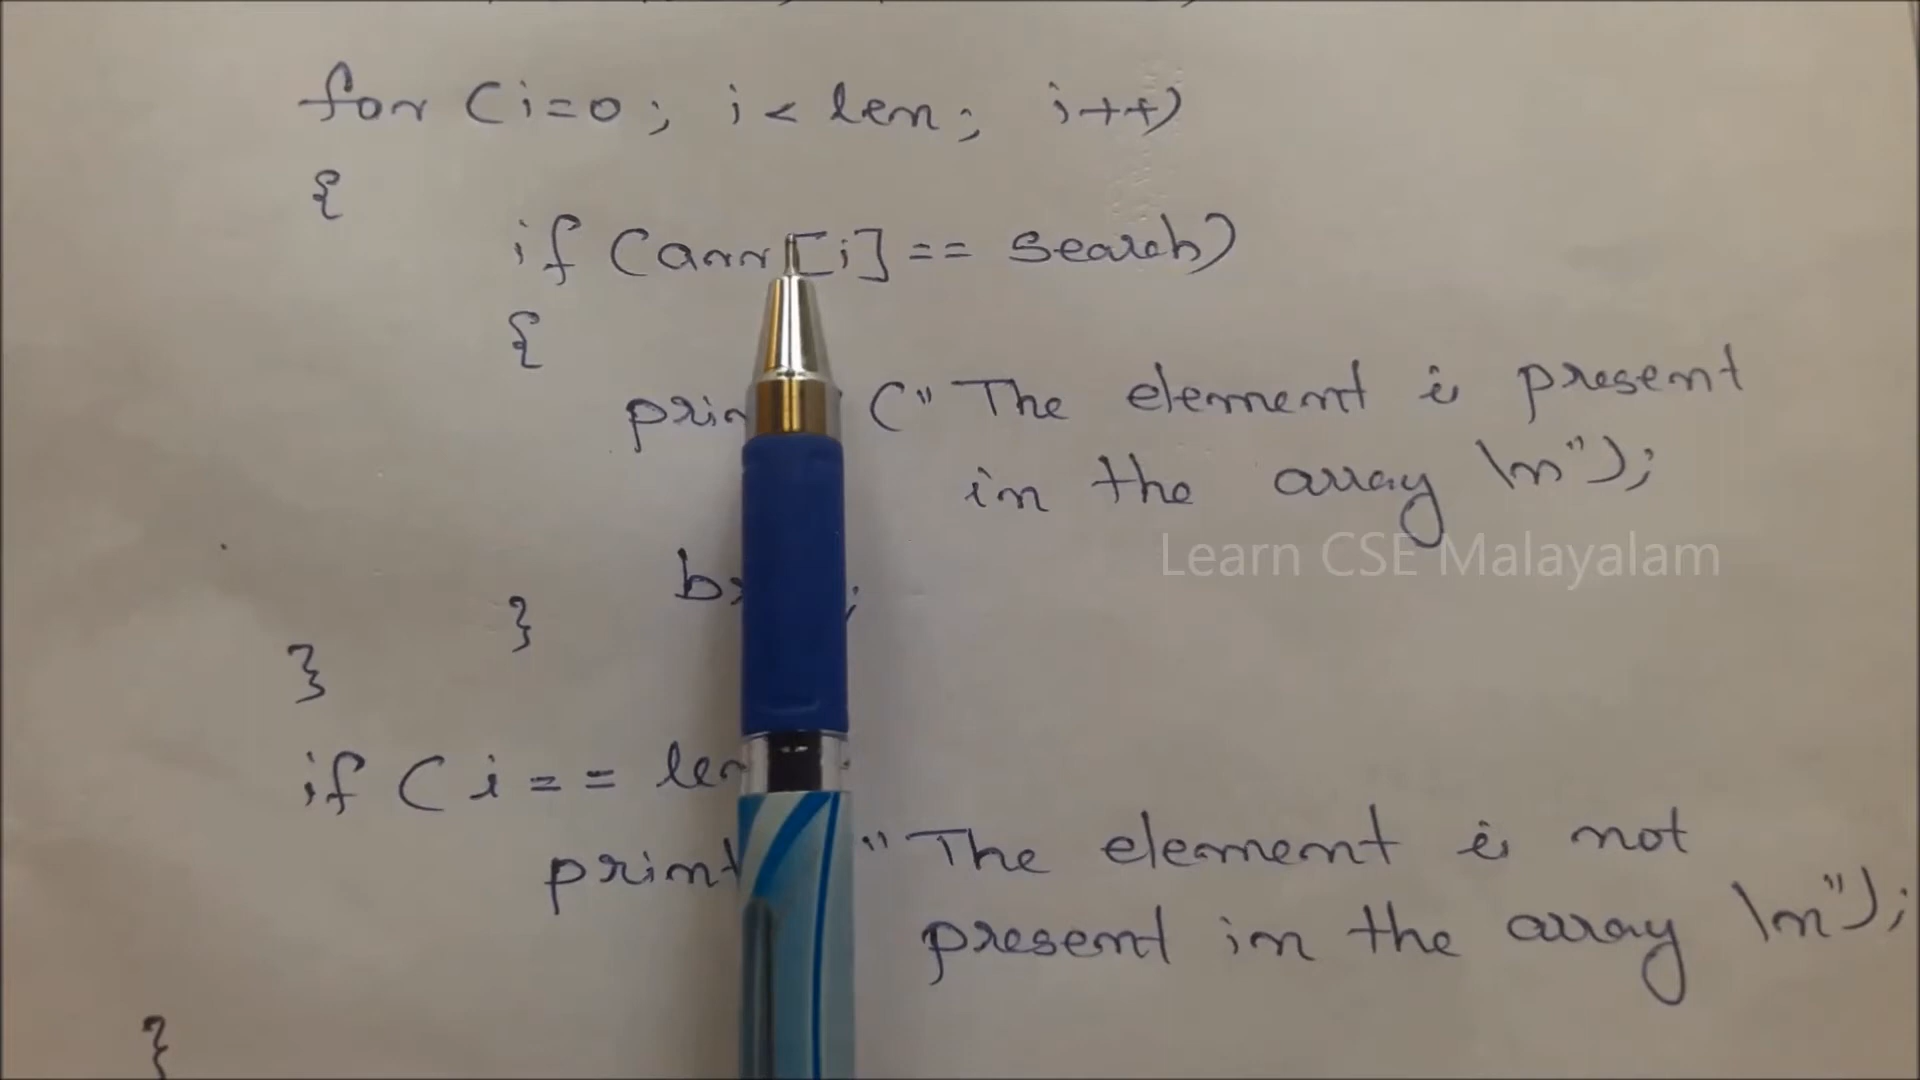 for (i=0; i < len; i++)
{
if (arr[i] == search)
{
("The element is present
in the array \n");
Learn CSE Malayalam
;
}
}
if (i ==
"The element is not
present in the array \n");
}